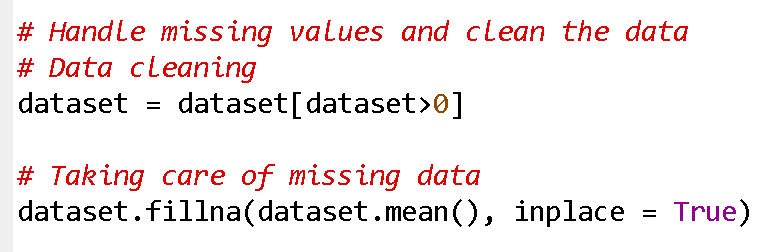 # Handle missing values and clean the data
# Data cleaning
dataset = dataset[dataset>0]
# Taking care of missing data
dataset.fillna(dataset.mean(), inplace = True)